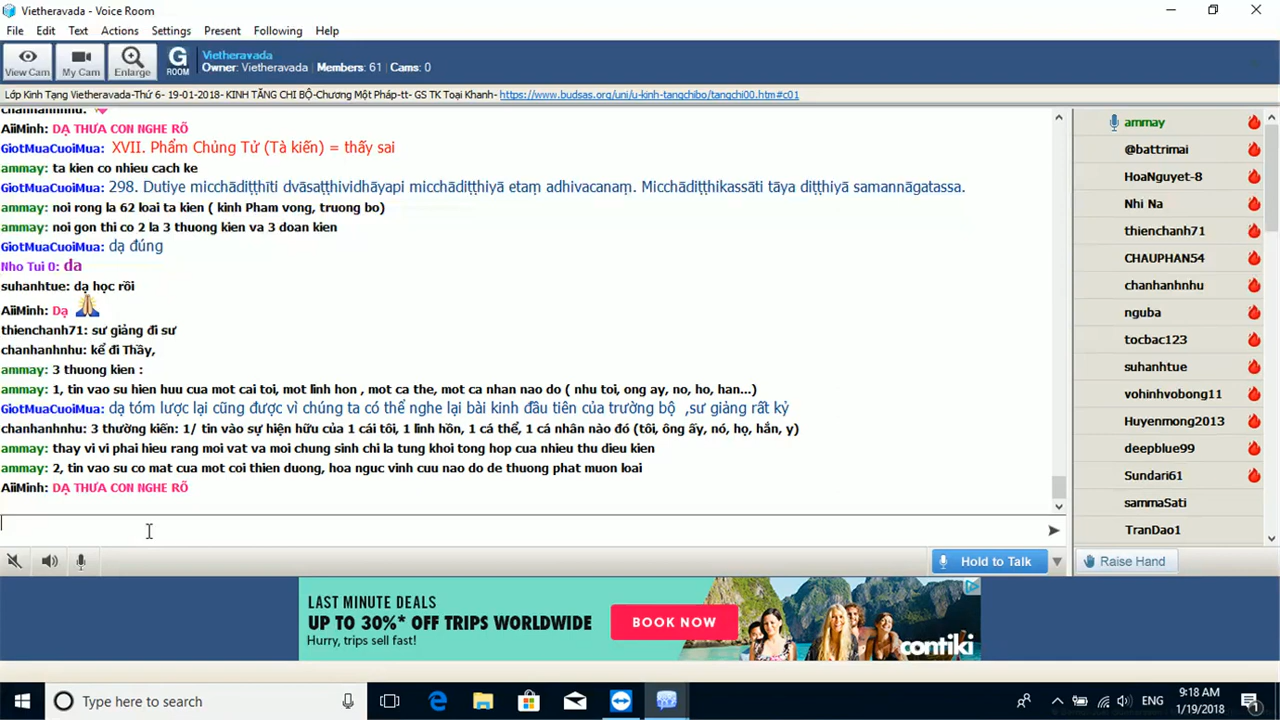 Vietheravada - Voice Room
File Edit Text Actions Settings Present Following Help
View Cam My Cam Enlarge G ROOM
Vietheravada
Owner: Vietheravada | Members: 61 | Cams: 0
Lớp Kinh Tạng Vietheravada-Thứ 6- 19-01-2018- KINH TĂNG CHI BỘ-Chương Một Pháp-tt- GS TK Toại Khanh- https://www.budsas.org/uni/u-kinh-tangchibo/tangchi00.htm#c01
chanhanhnhu:
AiiMinh: DẠ THƯA CON NGHE RÕ
GiotMuaCuoiMua: XVII. Phẩm Chủng Tử (Tà kiến) = thấy sai
ammay: ta kien co nhieu cach ke
GiotMuaCuoiMua: 298. Dutiye micchādiṭṭhīti dvāsaṭṭhividhāyapi micchādiṭṭhiyā etaṃ adhivacanaṃ. Micchādiṭṭhikassāti tāya diṭṭhiyā samannāgatassa.
ammay: noi rong la 62 loai ta kien ( kinh Pham vong, truong bo)
ammay: noi gon thi co 2 la 3 thuong kien va 3 doan kien
GiotMuaCuoiMua: dạ đúng
Nho Tui 0: da
suhanhtue: dạ học rồi
AiiMinh: Dạ
thienchanh71: sư giảng đi sư
chanhanhnhu: kể đi Thầy,
ammay: 3 thuong kien :
ammay: 1, tin vao su hien huu cua mot cai toi, mot linh hon , mot ca the, mot ca nhan nao do ( nhu toi, ong ay, no, ho, han...)
GiotMuaCuoiMua: dạ tóm lược lại cũng được vì chúng ta có thể nghe lại bài kinh đầu tiên của trường bộ ,sư giảng rất kỷ
chanhanhnhu: 3 thường kiến: 1/ tin vào sự hiện hữu của 1 cái tôi, 1 linh hồn, 1 cá thể, 1 cá nhân nào đó (tôi, ông ấy, nó, họ, hắn, y)
ammay: thay vi vi phai hieu rang moi vat va moi chung sinh chi la tung khoi tong hop cua nhieu thu dieu kien
ammay: 2, tin vao su co mat cua mot coi thien duong, hoa nguc vinh cuu nao do de thuong phat muon loai
AiiMinh: DẠ THƯA CON NGHE RÕ
ammay
@battrimai
HoaNguyet-8
Nhi Na
thienchanh71
CHAUPHAN54
chanhanhnhu
nguba
tocbac123
suhanhtue
vohinhvobong11
Huyenmong2013
deepblue99
Sundari61
sammaSati
TranDao1
Hold to Talk
Raise Hand
LAST MINUTE DEALS
UP TO 30%* OFF TRIPS WORLDWIDE
Hurry, trips sell fast!
BOOK NOW
contiki
Type here to search
ENG
9:18 AM
1/19/2018
1